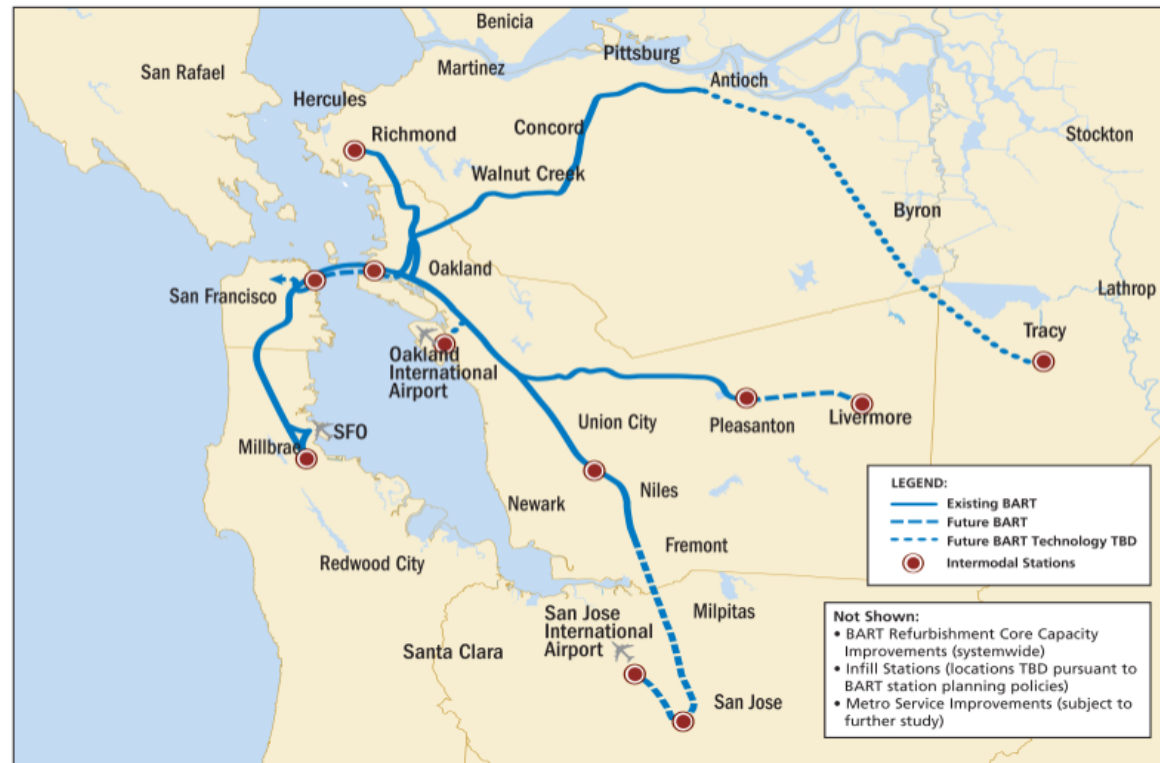 Benicia
Pittsburg
Martinez
San Rafael
Antioch
Hercules
Concord
Richmond
Stockton
Walnut Creek
Byron
Oakland
San Francisco
Lathrop
Tracy
Oakland
International
Airport
Union City
Pleasanton
Livermore
SFO
Millbrae
Niles
Newark
Fremont
Redwood City
Milpitas
San Jose
International
Airport
Santa Clara
San Jose
LEGEND:
Existing BART
Future BART
Future BART Technology TBD
Intermodal Stations
Not Shown:
• BART Refurbishment Core Capacity
Improvements (systemwide)
• Infill Stations (locations TBD pursuant to
BART station planning policies)
• Metro Service Improvements (subject to
further study)